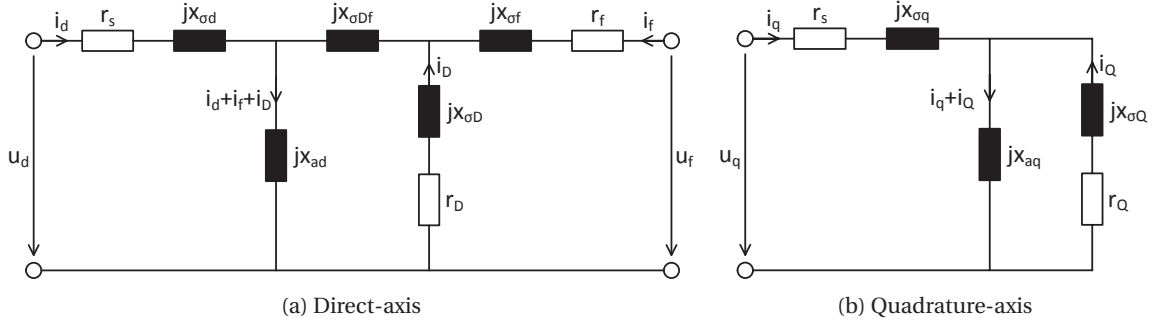 i_d r_s jx_σd jx_σDf jx_σf r_f i_f
i_D
i_d+i_f+i_D
jx_σD
u_d jx_ad u_f
r_D
(a) Direct-axis
i_q r_s jx_σq
i_Q
i_q+i_Q
jx_σQ
u_q jx_aq
r_Q
(b) Quadrature-axis